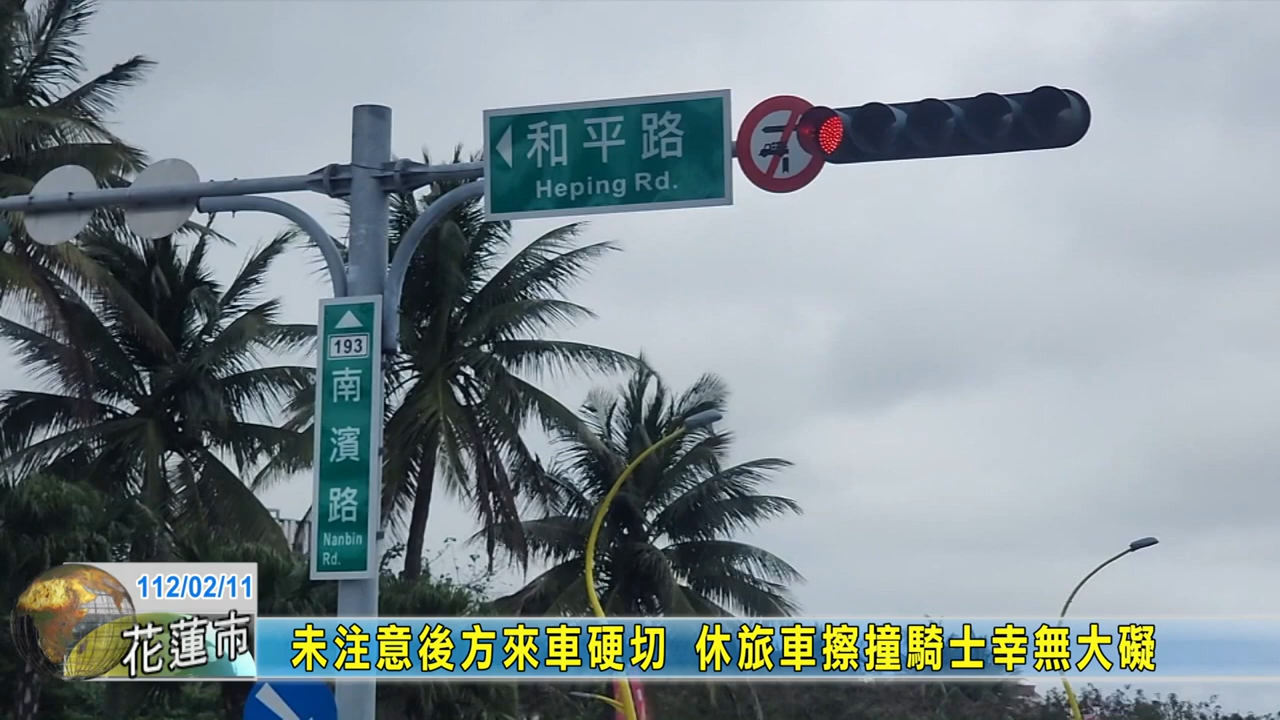 和平路
Heping Rd.
193
南濱路
Nanbin
Rd.
112/02/11
花蓮市
未注意後方來車硬切 休旅車擦撞騎士幸無大礙